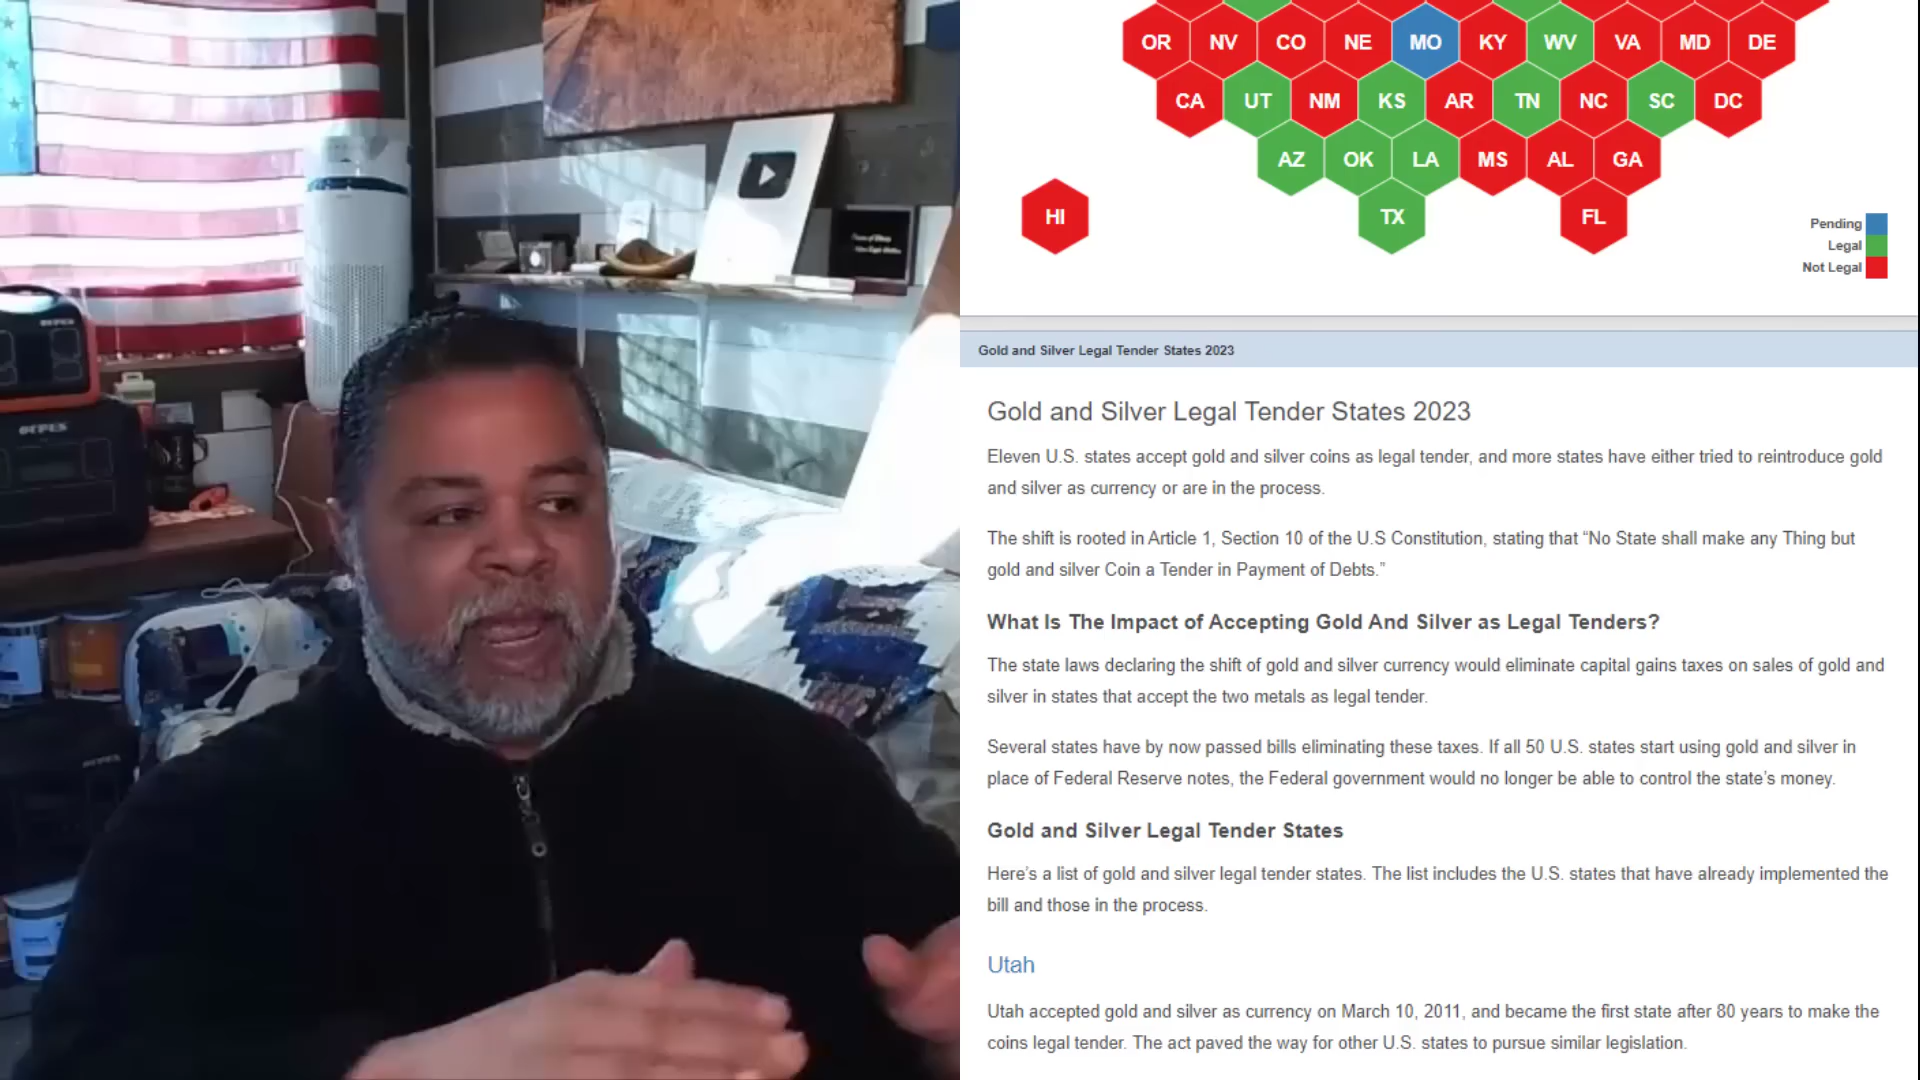 OR NV CO NE MO KY WV VA MD DE
CA UT NM KS AR TN NC SC DC
AZ OK LA MS AL GA
HI TX FL
Pending
Legal
Not Legal
Gold and Silver Legal Tender States 2023
Gold and Silver Legal Tender States 2023
Eleven U.S. states accept gold and silver coins as legal tender, and more states have either tried to reintroduce gold
and silver as currency or are in the process.
The shift is rooted in Article 1, Section 10 of the U.S Constitution, stating that “No State shall make any Thing but
gold and silver Coin a Tender in Payment of Debts.”
What Is The Impact of Accepting Gold And Silver as Legal Tenders?
The state laws declaring the shift of gold and silver currency would eliminate capital gains taxes on sales of gold and
silver in states that accept the two metals as legal tender.
Several states have by now passed bills eliminating these taxes. If all 50 U.S. states start using gold and silver in
place of Federal Reserve notes, the Federal government would no longer be able to control the state’s money.
Gold and Silver Legal Tender States
Here’s a list of gold and silver legal tender states. The list includes the U.S. states that have already implemented the
bill and those in the process.
Utah
Utah accepted gold and silver as currency on March 10, 2011, and became the first state after 80 years to make the
coins legal tender. The act paved the way for other U.S. states to pursue similar legislation.